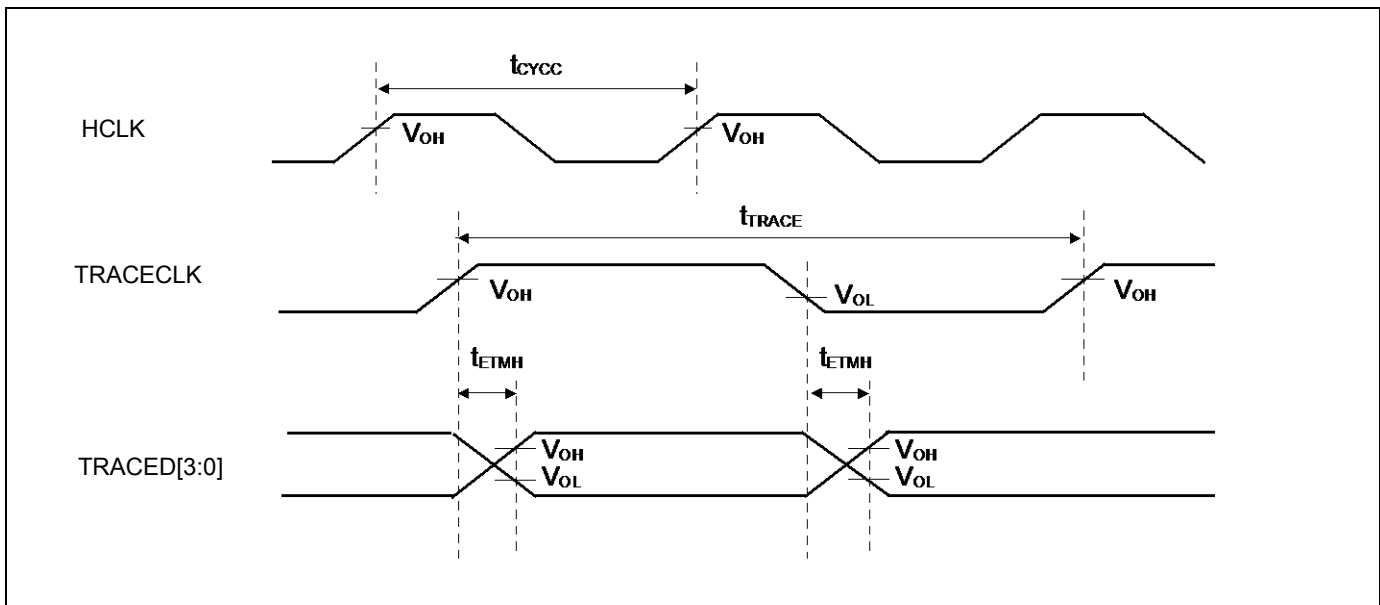 tCYCC
HCLK
VOH
VOH
tTRACE
TRACECLK
VOH
VOL
VOH
tETMH
tETMH
TRACED[3:0]
VOH
VOL
VOH
VOL